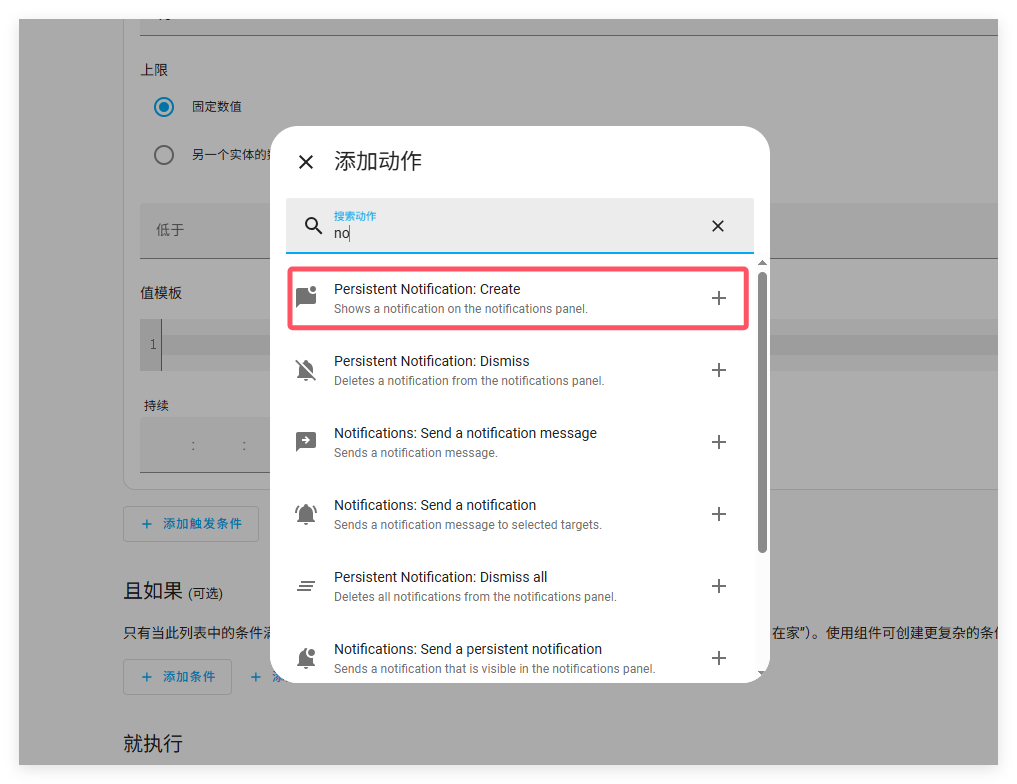 上限
固定数值
另一个实体的
低于
值模板
1
持续
:
:
添加触发条件
且如果 (可选)
只有当此列表中的条件
在家”）。使用组件可创建更复杂的条
添加条件
就执行
添加动作
搜索动作
no
Persistent Notification: Create
Shows a notification on the notifications panel.
Persistent Notification: Dismiss
Deletes a notification from the notifications panel.
Notifications: Send a notification message
Sends a notification message.
Notifications: Send a notification
Sends a notification message to selected targets.
Persistent Notification: Dismiss all
Deletes all notifications from the notifications panel.
Notifications: Send a persistent notification
Sends a notification that is visible in the notifications panel.